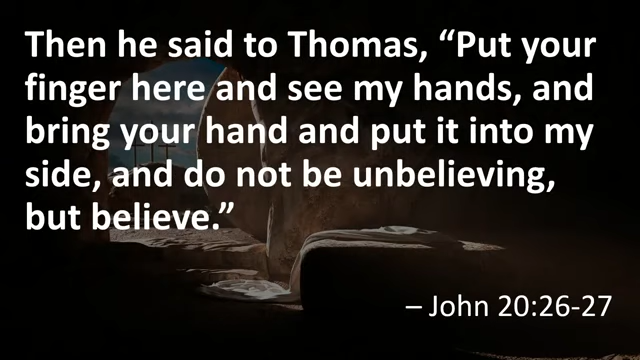 Then he said to Thomas, “Put your
finger here and see my hands, and
bring your hand and put it into my
side, and do not be unbelieving,
but believe.”
– John 20:26-27